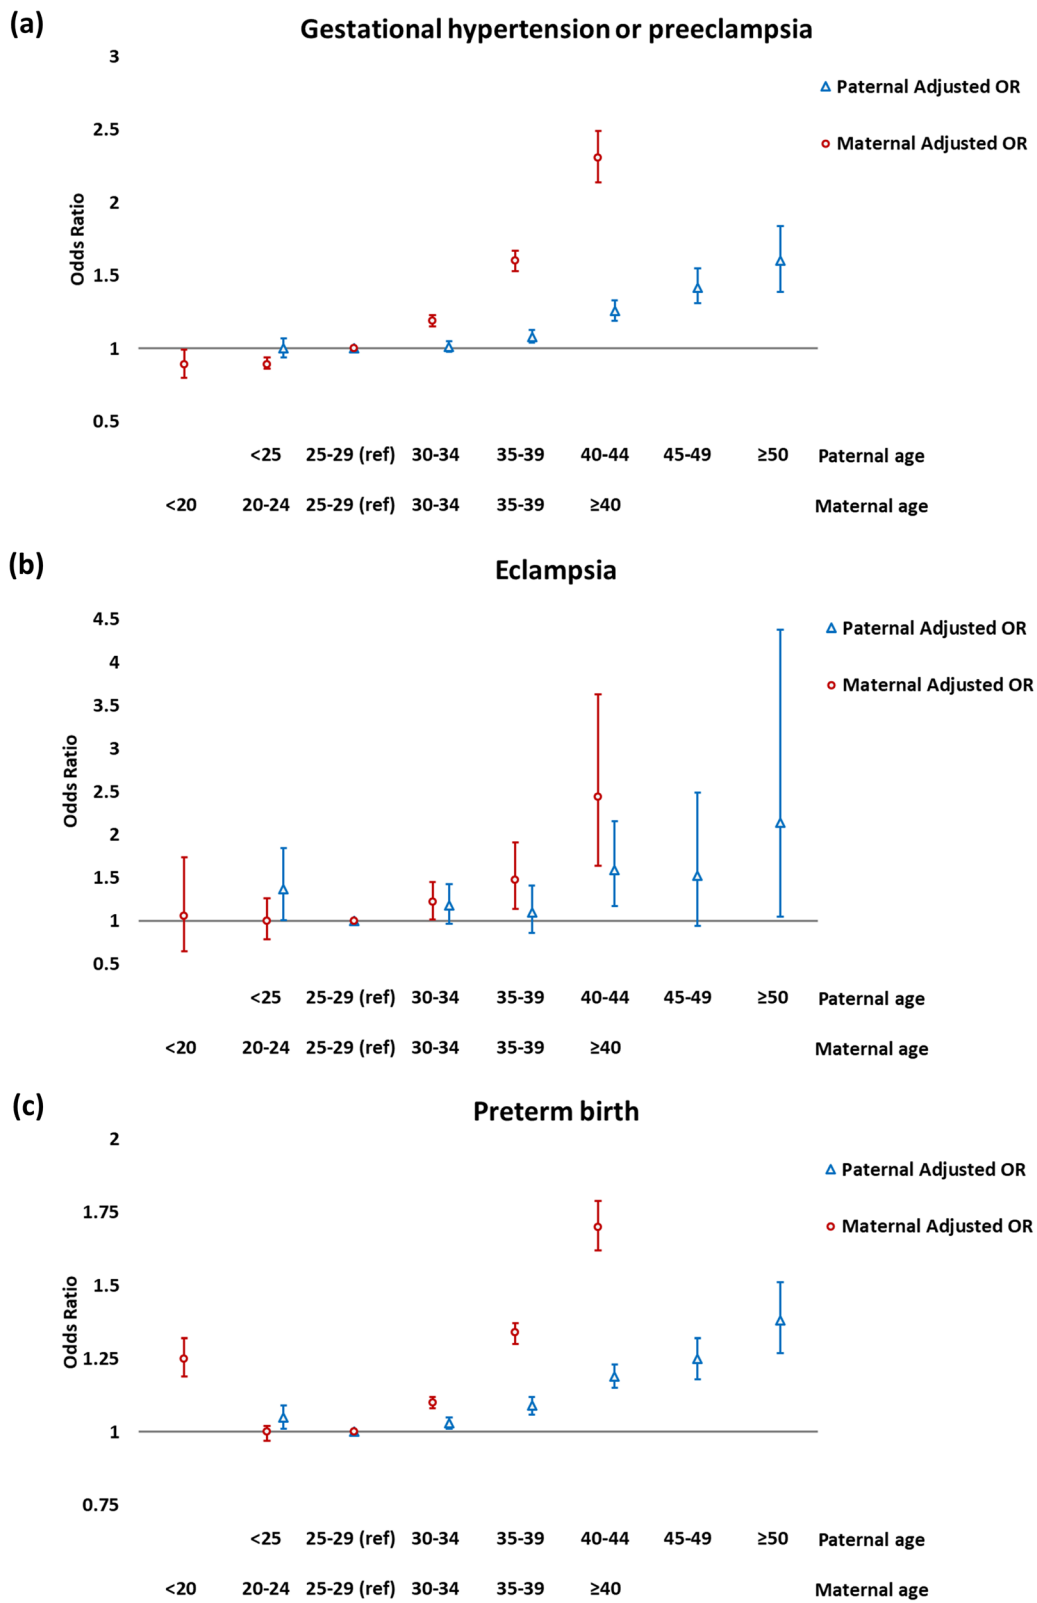 (a)
Gestational hypertension or preeclampsia
3
Paternal Adjusted OR
2.5
Maternal Adjusted OR
2
Odds Ratio
1.5
1
0.5
<25 25-29 (ref) 30-34 35-39 40-44 45-49 ≥50 Paternal age
<20 20-24 25-29 (ref) 30-34 35-39 ≥40 Maternal age
(b)
Eclampsia
4.5
Paternal Adjusted OR
4
Maternal Adjusted OR
3.5
3
Odds Ratio
2.5
2
1.5
1
0.5
<25 25-29 (ref) 30-34 35-39 40-44 45-49 ≥50 Paternal age
<20 20-24 25-29 (ref) 30-34 35-39 ≥40 Maternal age
(c)
Preterm birth
2
Paternal Adjusted OR
1.75
Maternal Adjusted OR
1.5
Odds Ratio
1.25
1
0.75
<25 25-29 (ref) 30-34 35-39 40-44 45-49 ≥50 Paternal age
<20 20-24 25-29 (ref) 30-34 35-39 ≥40 Maternal age